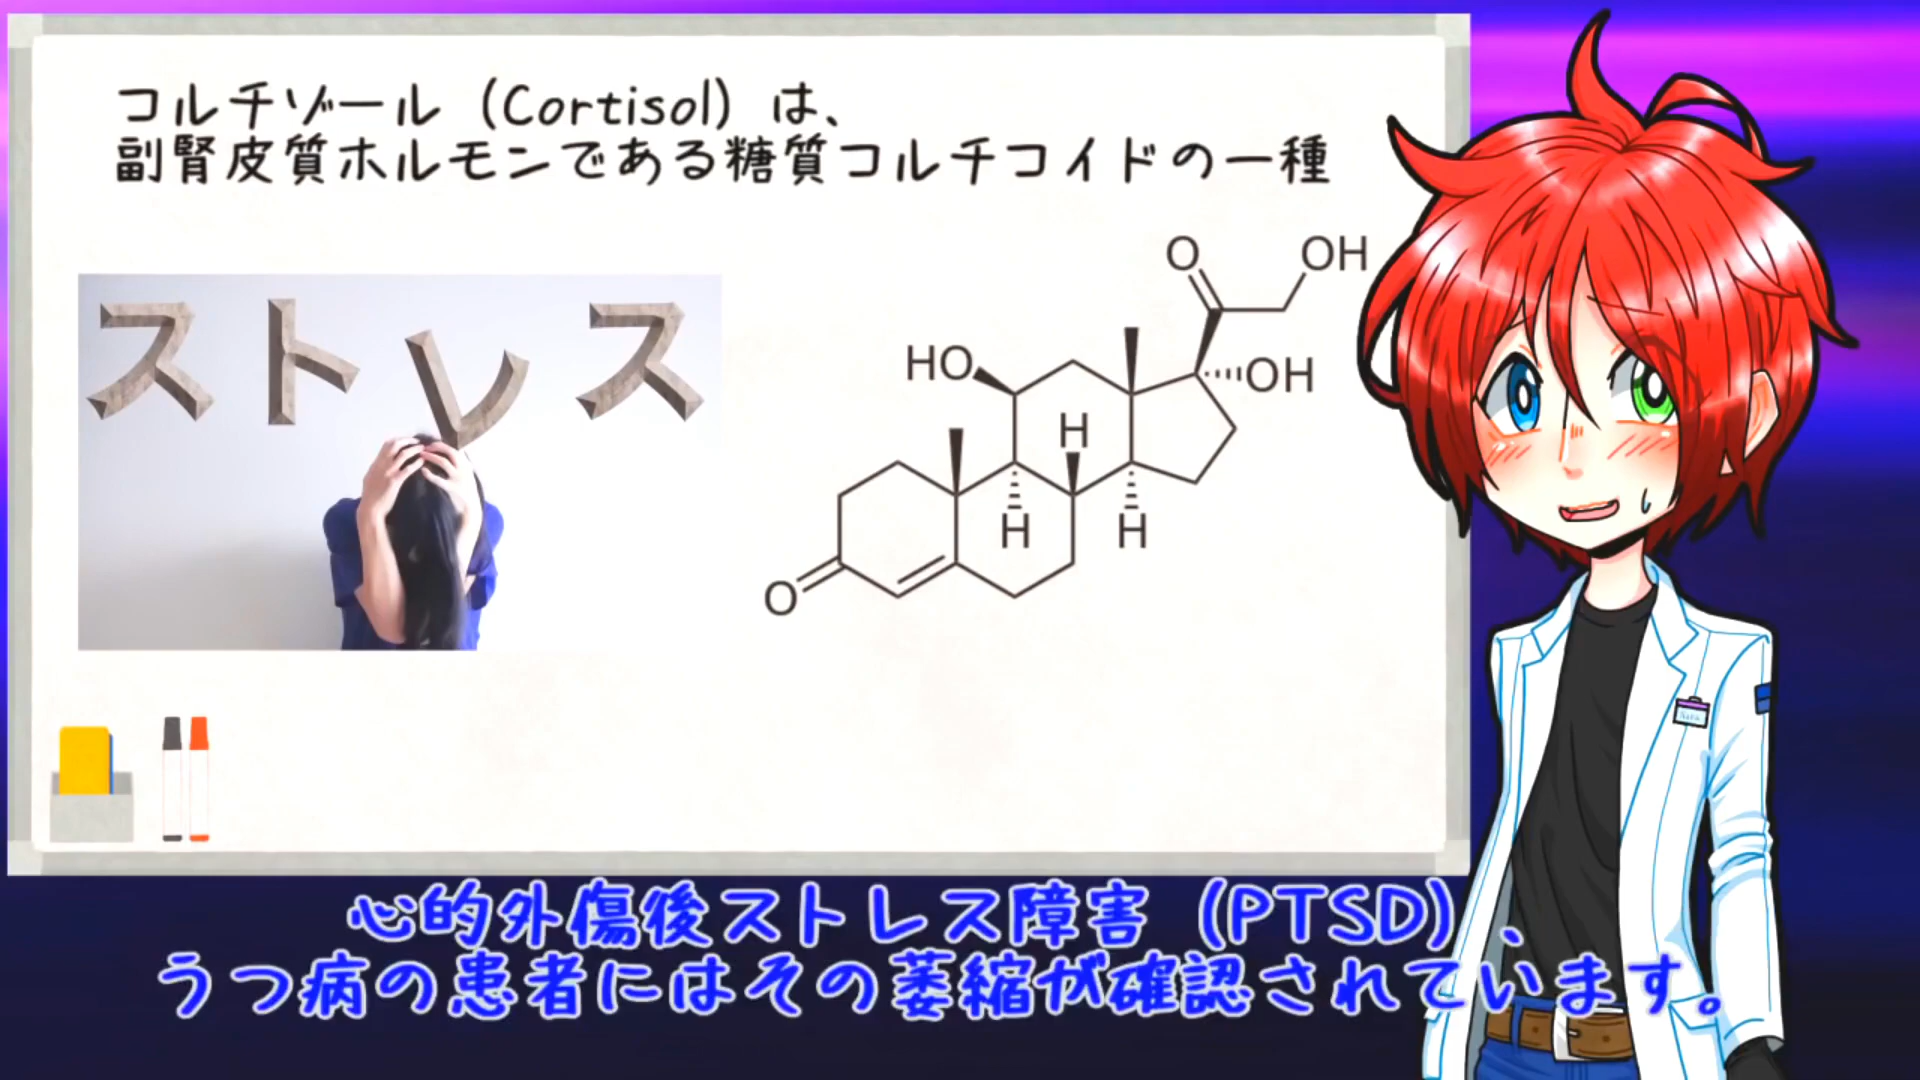 コルチゾール（Cortisol）は、
副腎皮質ホルモンである糖質コルチコイドの一種
ストレス
O
OH
HO
OH
H
H
H
O
心的外傷後ストレス障害（PTSD）、
うつ病の患者にはその萎縮が確認されています。